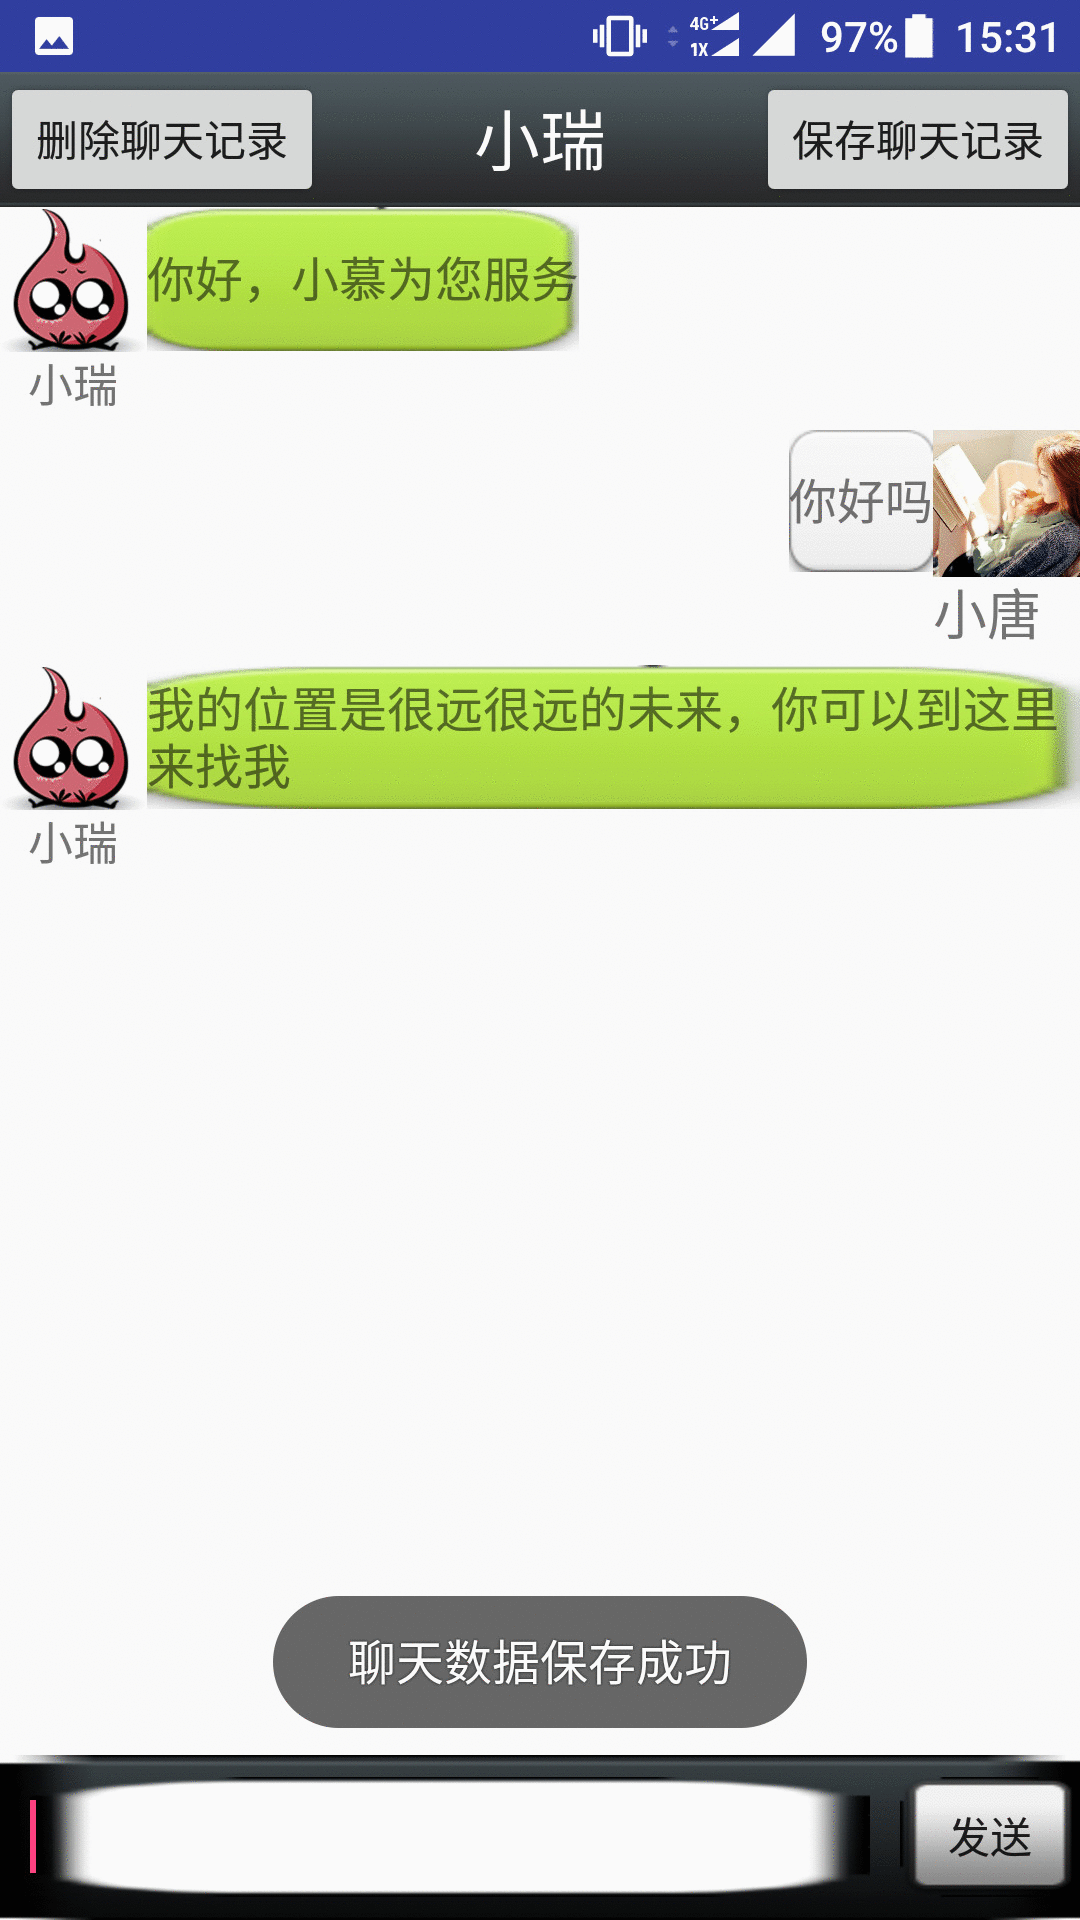 4G+
1X
97%
15:31
删除聊天记录
小瑞
保存聊天记录
你好，小慕为您服务
小瑞
你好吗
小唐
我的位置是很远很远的未来，你可以到这里
来找我
小瑞
聊天数据保存成功
发送